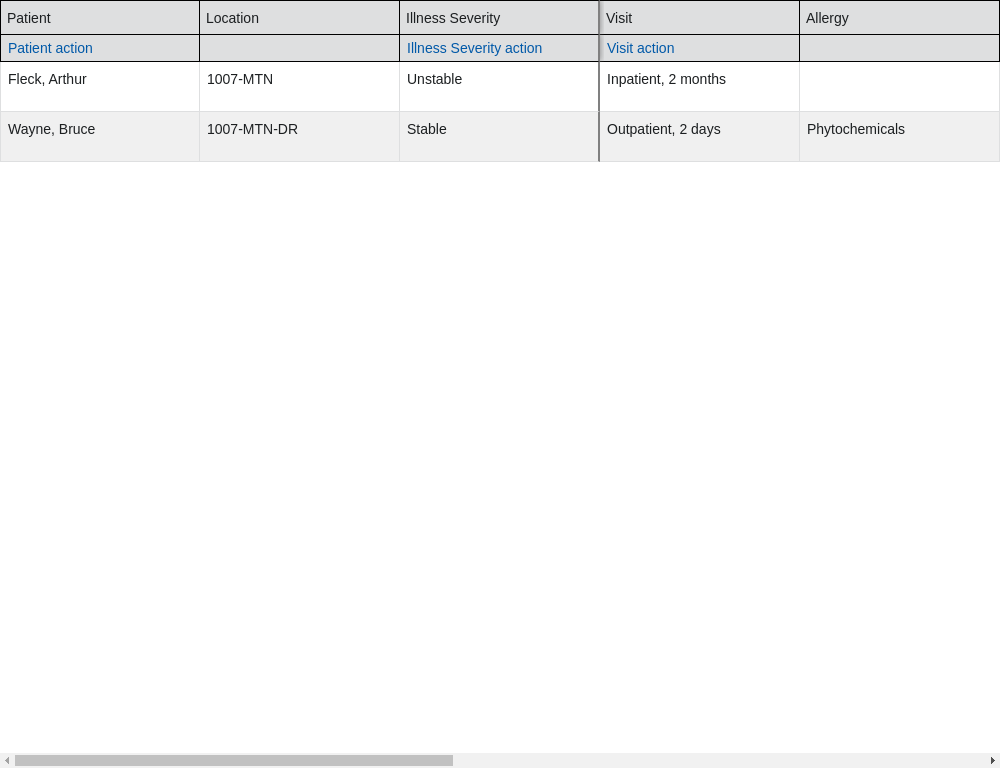 Patient Location Illness Severity Visit Allergy
Patient action Illness Severity action Visit action
Fleck, Arthur 1007-MTN Unstable Inpatient, 2 months
Wayne, Bruce 1007-MTN-DR Stable Outpatient, 2 days Phytochemicals